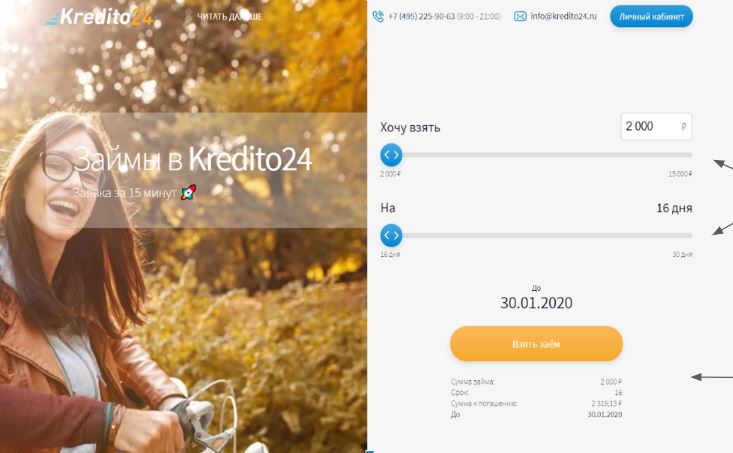 Kredito24
ЧИТАТЬ ДАЛЬШЕ
+7 (495) 225-90-63 (9:00 - 21:00)
info@kredito24.ru
Личный кабинет
Займы в Kredito24
Заявка за 15 минут
Хочу взять
2 000 ₽
2 000 ₽
15 000 ₽
На
16 дня
16 дня
30 дня
До
30.01.2020
Взять заём
Сумма займа: 2 000 ₽
Срок: 16
Сумма к погашению: 2 319,13 ₽
До 30.01.2020